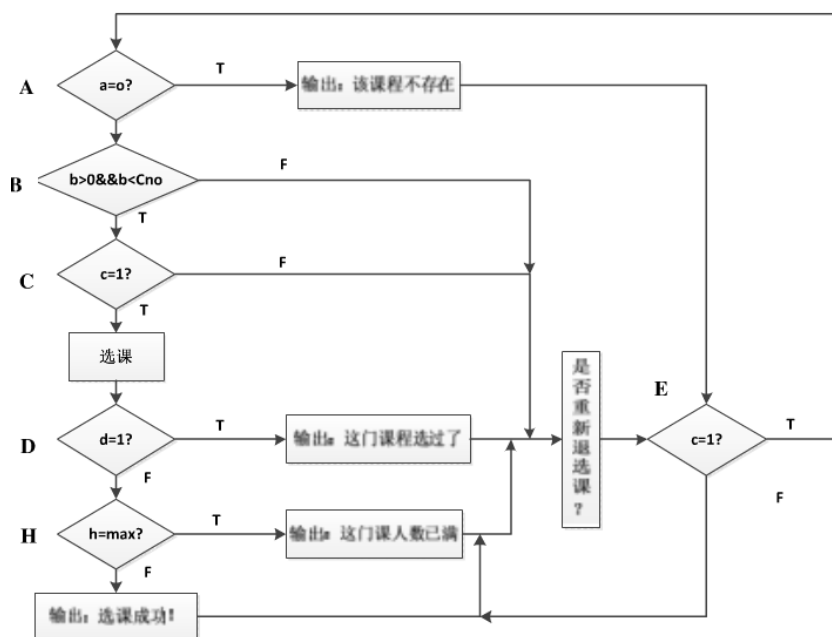 A
a=o?
T
输出：该课程不存在
B
b>0&&b<Cno
F
T
C
c=1?
F
T
选课
D
d=1?
T
输出：这门课程选过了
F
是否重新退选课？
E
c=1?
T
F
H
h=max?
T
输出：这门课人数已满
F
输出：选课成功！